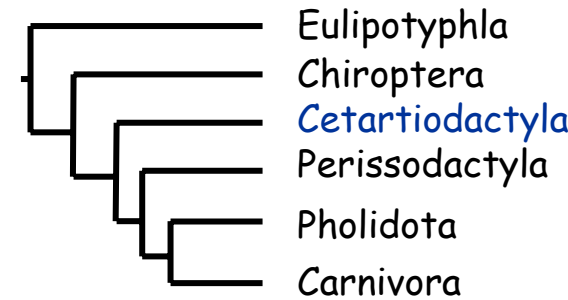 Eulipotyphla
Chiroptera
Cetartiodactyla
Perissodactyla
Pholidota
Carnivora